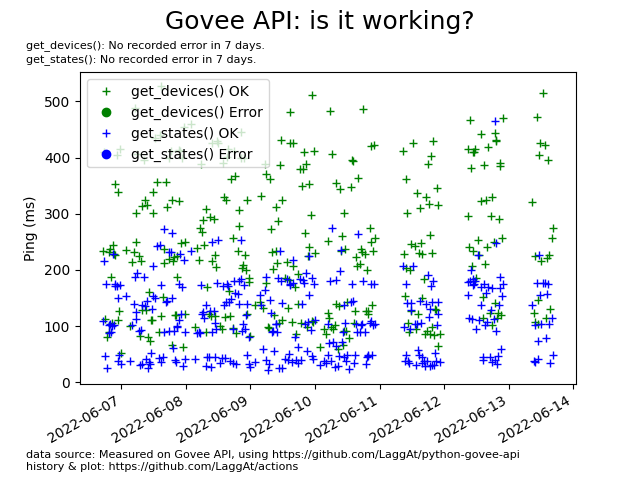 Govee API: is it working?
get_devices(): No recorded error in 7 days.
get_states(): No recorded error in 7 days.
get_devices() OK
get_devices() Error
get_states() OK
get_states() Error
Ping (ms)
500
400
300
200
100
0
2022-06-07
2022-06-08
2022-06-09
2022-06-10
2022-06-11
2022-06-12
2022-06-13
2022-06-14
data source: Measured on Govee API, using https://github.com/LaggAt/python-govee-api
history & plot: https://github.com/LaggAt/actions